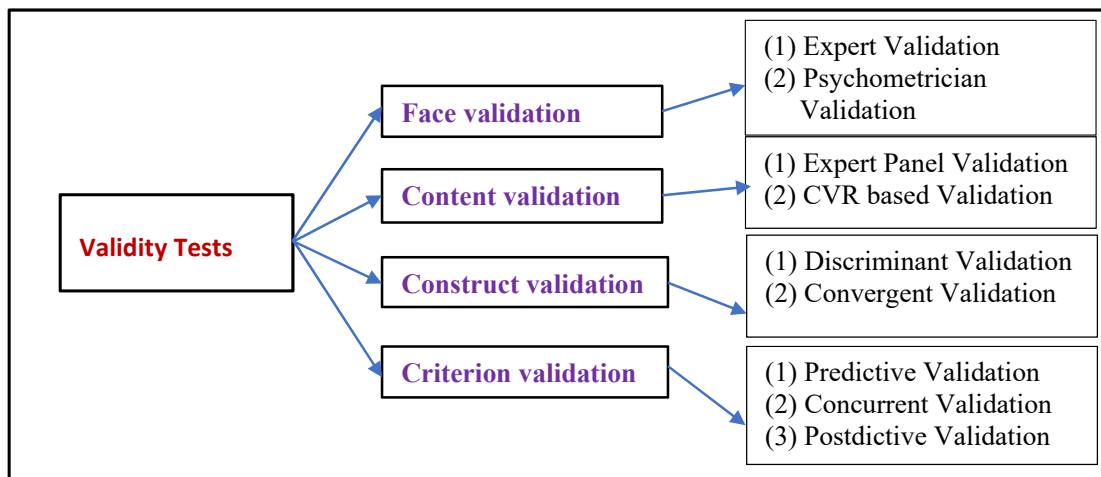 Validity Tests
Face validation
(1) Expert Validation
(2) Psychometrician
Validation
Content validation
(1) Expert Panel Validation
(2) CVR based Validation
Construct validation
(1) Discriminant Validation
(2) Convergent Validation
Criterion validation
(1) Predictive Validation
(2) Concurrent Validation
(3) Postdictive Validation